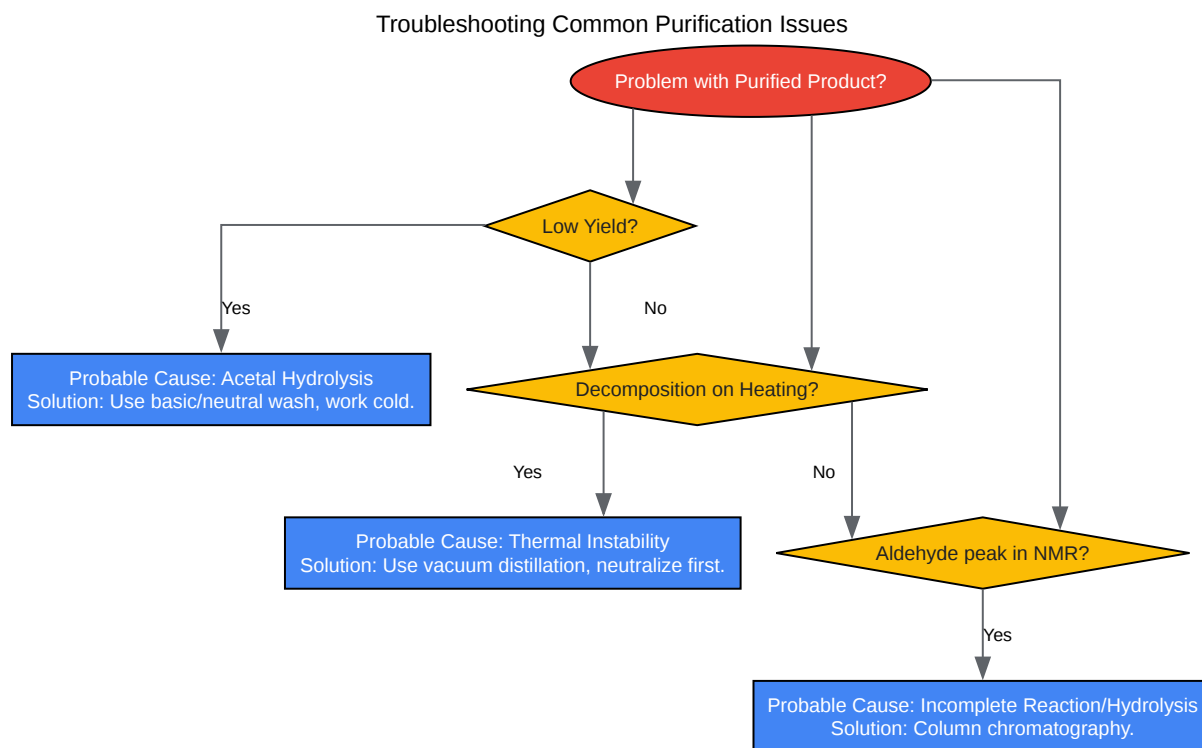 Troubleshooting Common Purification Issues
Problem with Purified Product?
Low Yield?
Yes
No
Probable Cause: Acetal Hydrolysis
Solution: Use basic/neutral wash, work cold.
Decomposition on Heating?
Yes
No
Probable Cause: Thermal Instability
Solution: Use vacuum distillation, neutralize first.
Aldehyde peak in NMR?
Yes
Probable Cause: Incomplete Reaction/Hydrolysis
Solution: Column chromatography.